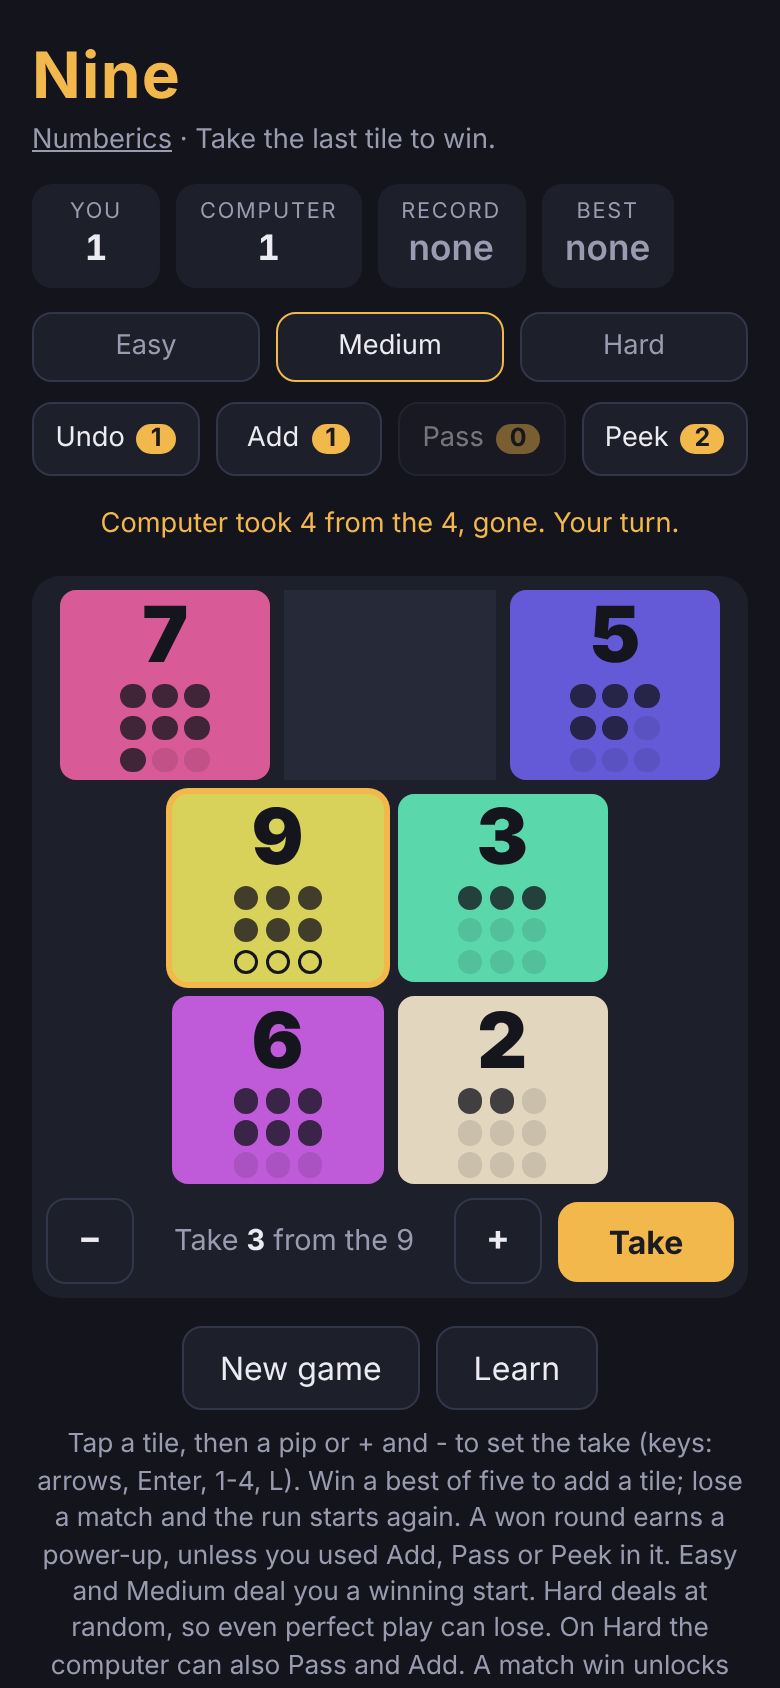 Nine
Numberics · Take the last tile to win.
YOU COMPUTER RECORD BEST
1 1 none none
Easy Medium Hard
Undo 1 Add 1 Pass 0 Peek 2
Computer took 4 from the 4, gone. Your turn.
7 5
9 3
6 2
− Take 3 from the 9 + Take
New game Learn
Tap a tile, then a pip or + and - to set the take (keys:
arrows, Enter, 1-4, L). Win a best of five to add a tile; lose
a match and the run starts again. A won round earns a
power-up, unless you used Add, Pass or Peek in it. Easy
and Medium deal you a winning start. Hard deals at
random, so even perfect play can lose. On Hard the
computer can also Pass and Add. A match win unlocks